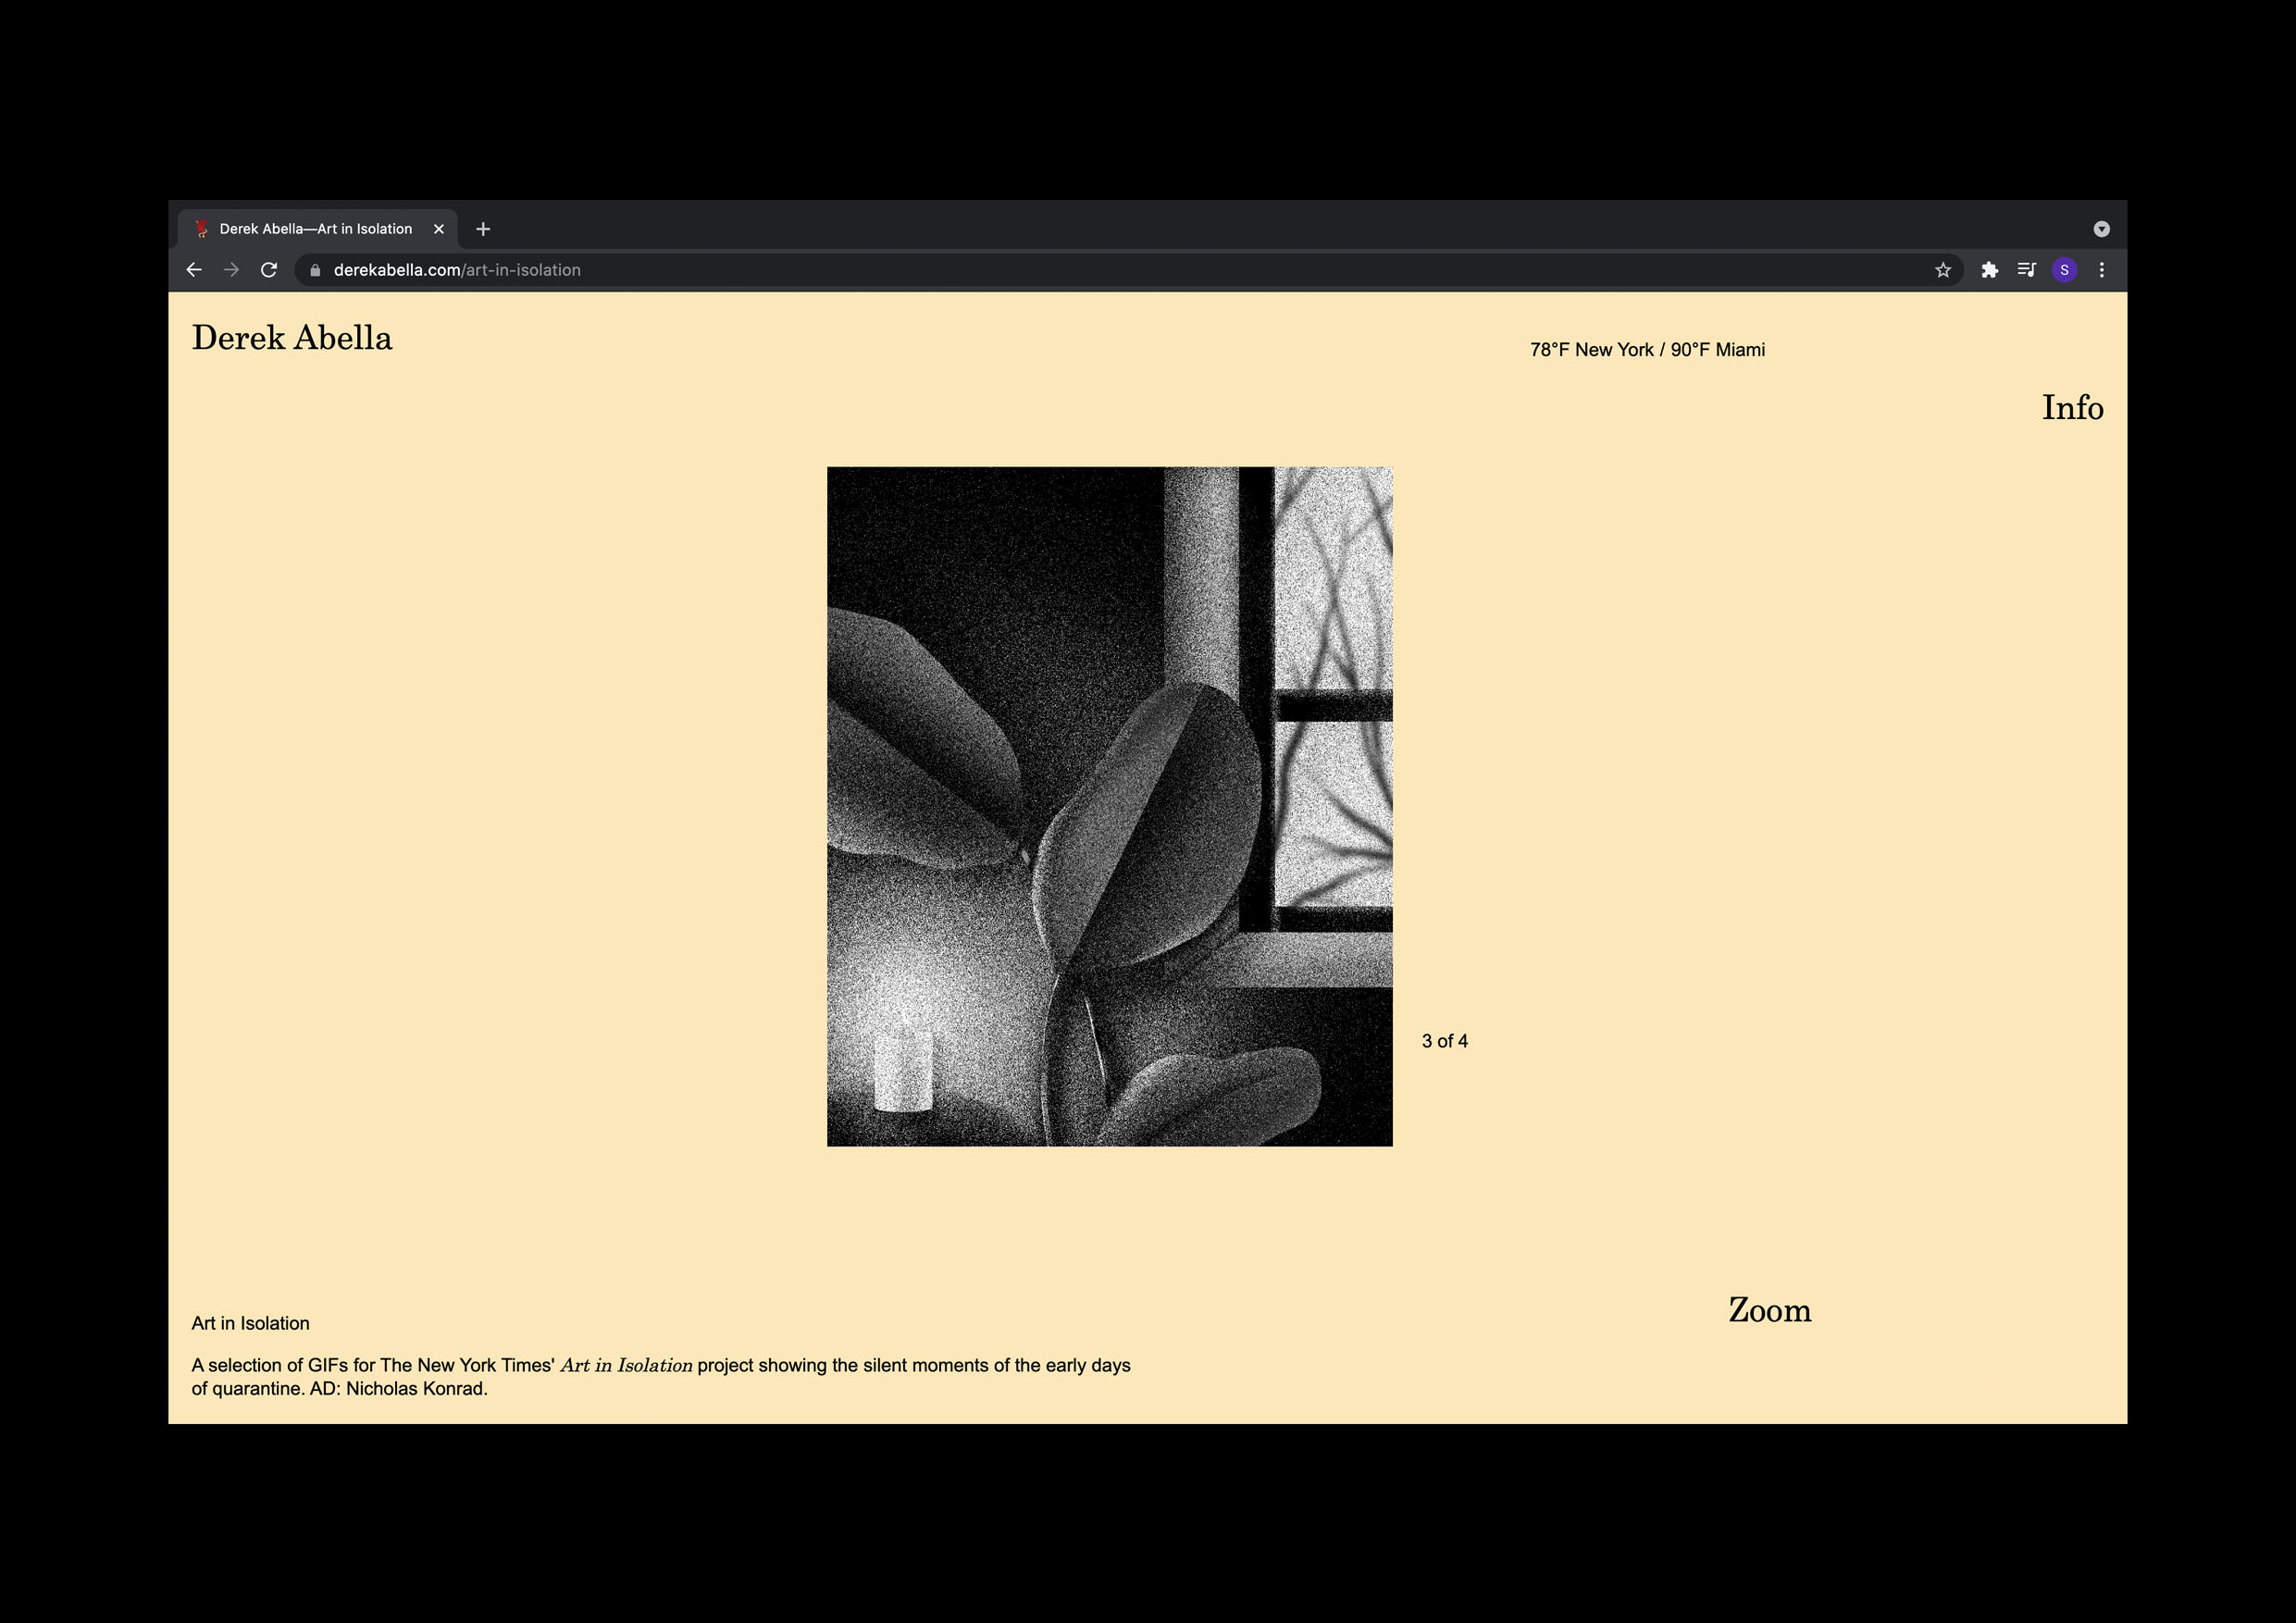 Derek Abella—Art in Isolation
derekabella.com/art-in-isolation
S
Derek Abella
78°F New York / 90°F Miami
Info
3 of 4
Zoom
Art in Isolation
A selection of GIFs for The New York Times' Art in Isolation project showing the silent moments of the early days
of quarantine. AD: Nicholas Konrad.